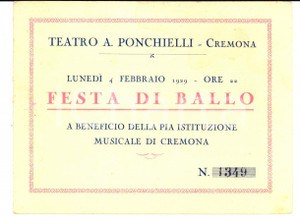 TEATRO A. PONCHIELLI - CREMONA
LUNEDÌ 4 FEBBRAIO 1929 - ORE 22
FESTA DI BALLO
A BENEFICIO DELLA PIA ISTITUZIONE
MUSICALE DI CREMONA
N. 1349